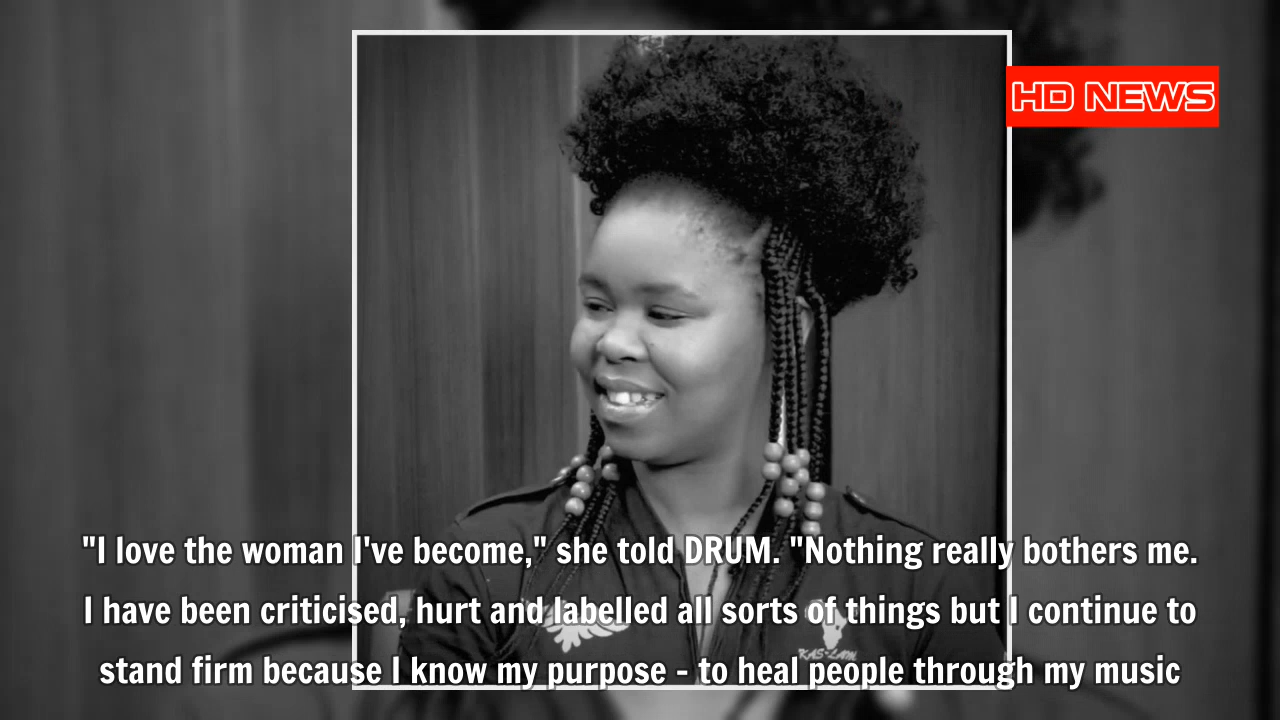 HD NEWS
"I love the woman I've become," she told DRUM. "Nothing really bothers me.
I have been criticised, hurt and labelled all sorts of things but I continue to
KAS-LAM
stand firm because I know my purpose - to heal people through my music